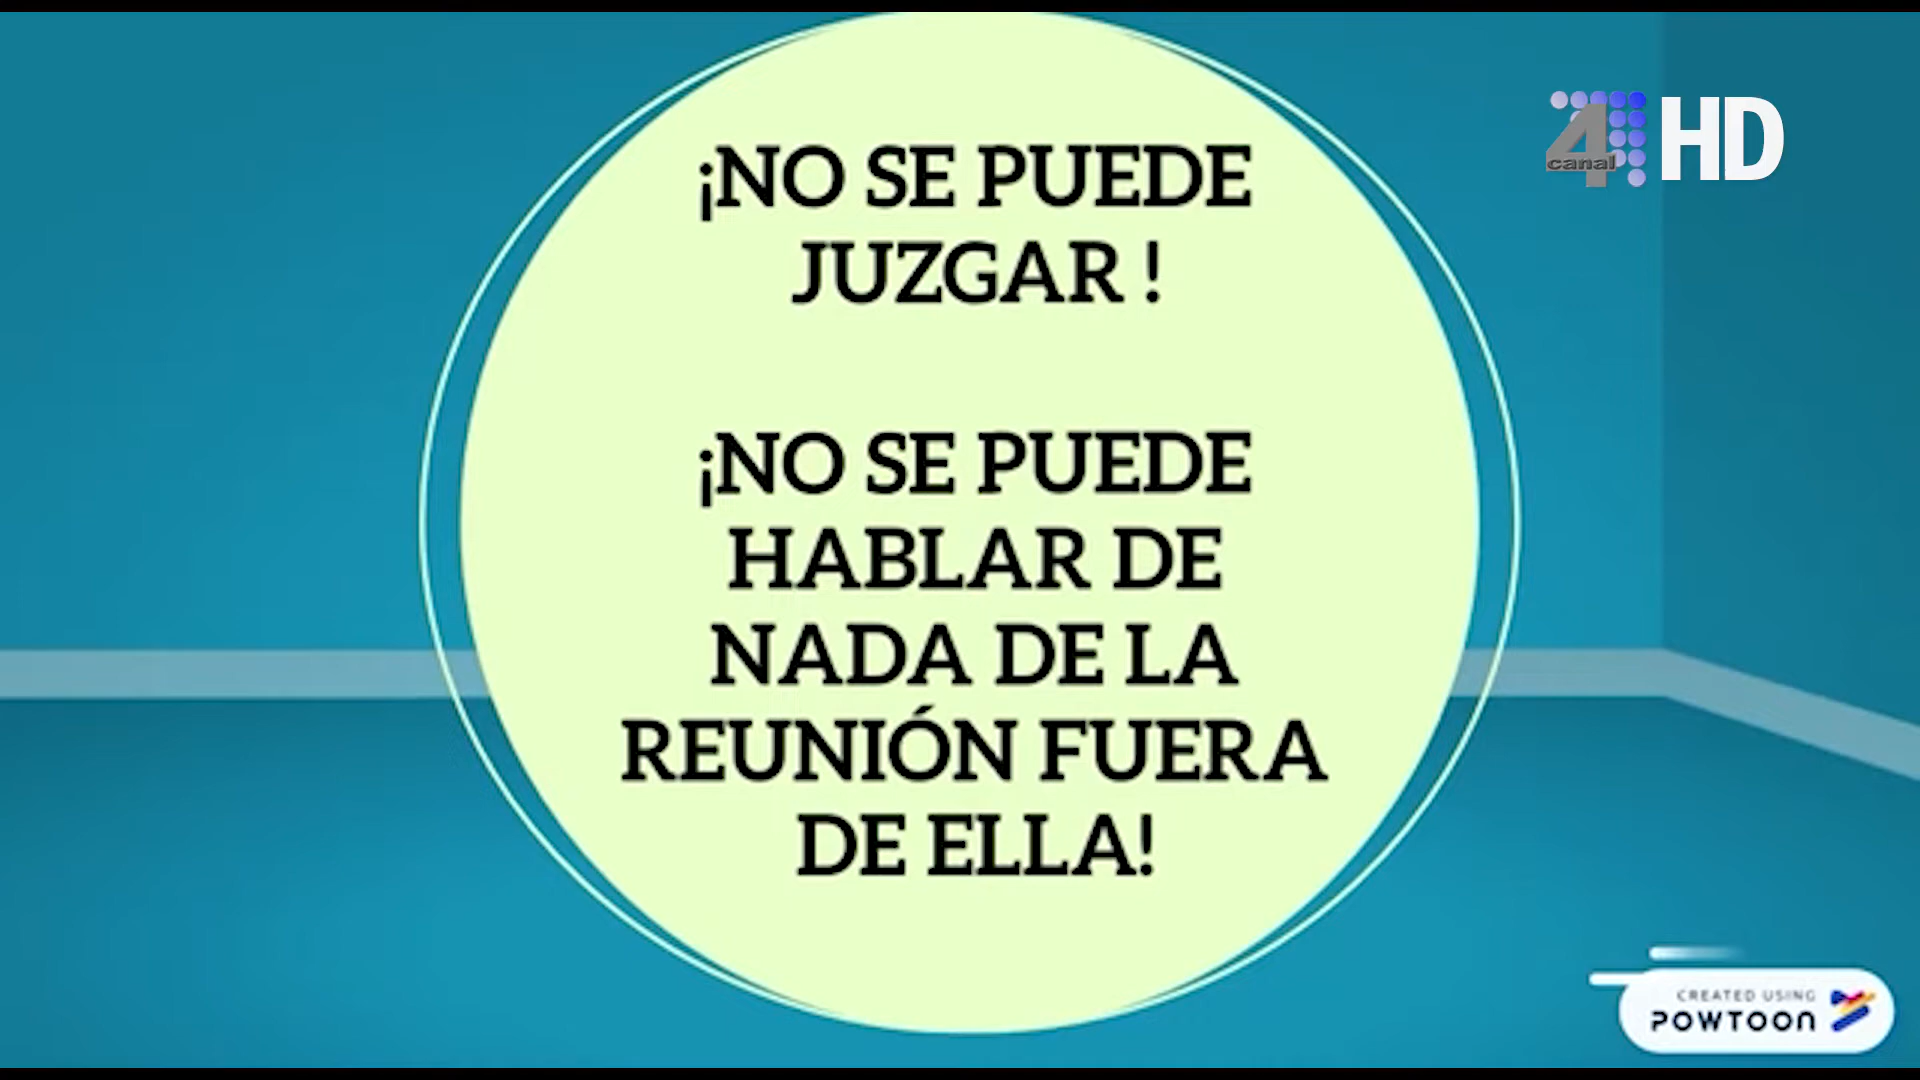 ¡NO SE PUEDE
JUZGAR !
¡NO SE PUEDE
HABLAR DE
NADA DE LA
REUNIÓN FUERA
DE ELLA!
4 canal HD
CREATED USING
POWTOON